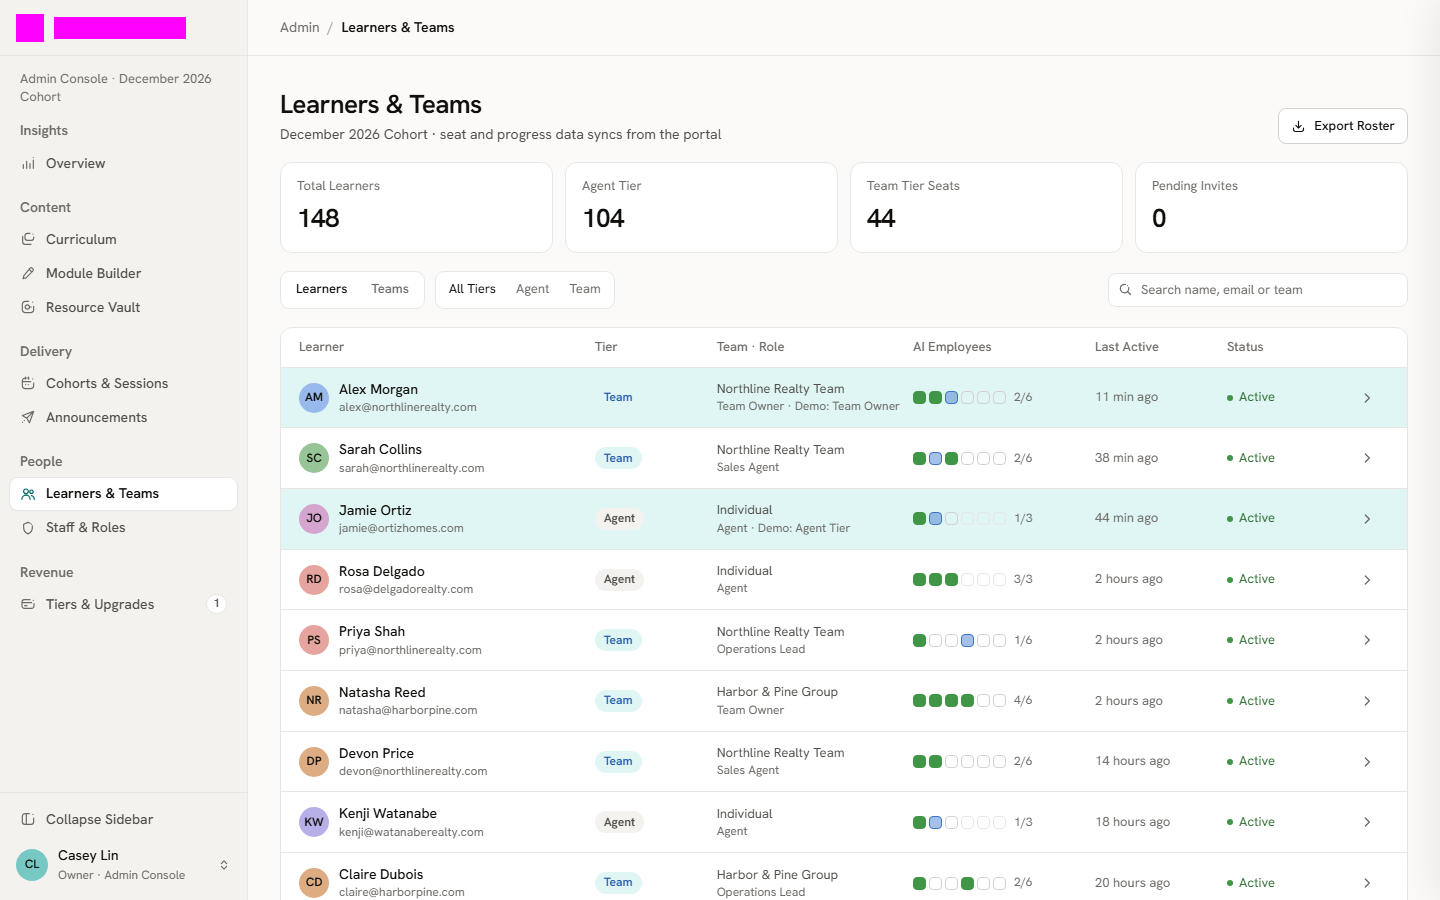 Admin Console · December 2026
Cohort
Insights
Overview
Content
Curriculum
Module Builder
Resource Vault
Delivery
Cohorts & Sessions
Announcements
People
Learners & Teams
Staff & Roles
Revenue
Tiers & Upgrades 1
Collapse Sidebar
CL Casey Lin
Owner · Admin Console
Admin / Learners & Teams
Learners & Teams
December 2026 Cohort · seat and progress data syncs from the portal
Export Roster
Total Learners
148
Agent Tier
104
Team Tier Seats
44
Pending Invites
0
Learners Teams All Tiers Agent Team Search name, email or team
Learner Tier Team · Role AI Employees Last Active Status
AM Alex Morgan
alex@northlinerealty.com
Team
Northline Realty Team
Team Owner · Demo: Team Owner
2/6 11 min ago Active
SC Sarah Collins
sarah@northlinerealty.com
Team
Northline Realty Team
Sales Agent
2/6 38 min ago Active
JO Jamie Ortiz
jamie@ortizhomes.com
Agent
Individual
Agent · Demo: Agent Tier
1/3 44 min ago Active
RD Rosa Delgado
rosa@delgadorealty.com
Agent
Individual
Agent
3/3 2 hours ago Active
PS Priya Shah
priya@northlinerealty.com
Team
Northline Realty Team
Operations Lead
1/6 2 hours ago Active
NR Natasha Reed
natasha@harborpine.com
Team
Harbor & Pine Group
Team Owner
4/6 2 hours ago Active
DP Devon Price
devon@northlinerealty.com
Team
Northline Realty Team
Sales Agent
2/6 14 hours ago Active
KW Kenji Watanabe
kenji@watanaberealty.com
Agent
Individual
Agent
1/3 18 hours ago Active
CD Claire Dubois
claire@harborpine.com
Team
Harbor & Pine Group
Operations Lead
2/6 20 hours ago Active